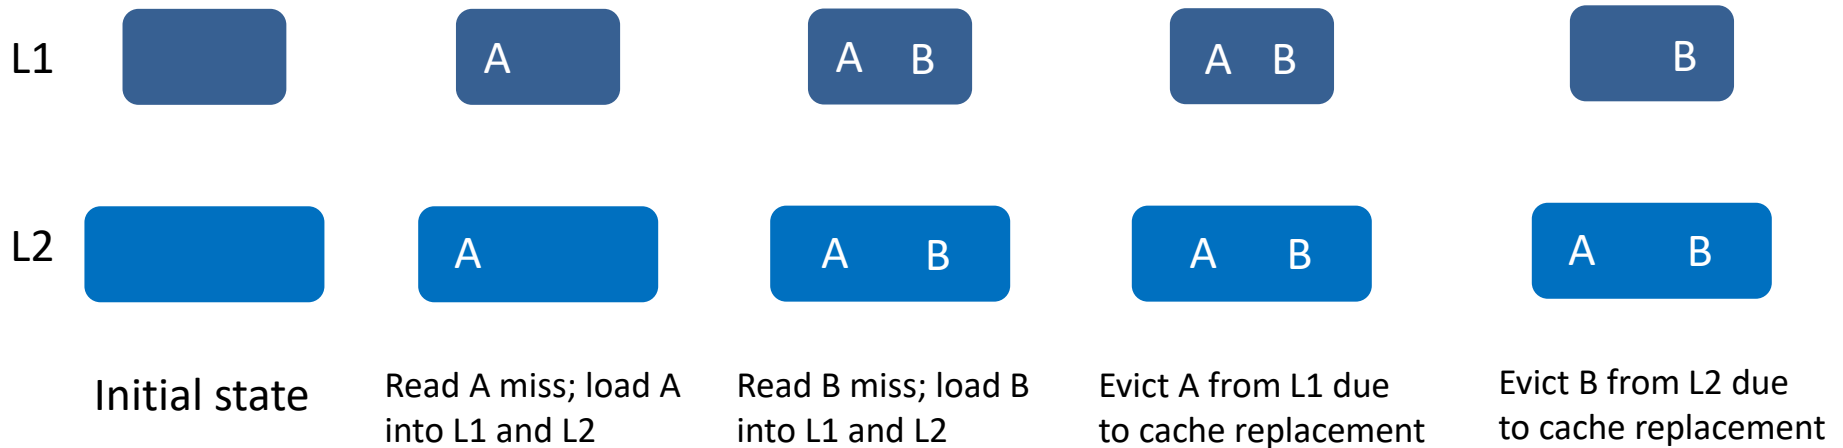 L1
A
A B
A B
B
L2
A
A B
A B
A B
Initial state
Read A miss; load A
into L1 and L2
Read B miss; load B
into L1 and L2
Evict A from L1 due
to cache replacement
Evict B from L2 due
to cache replacement